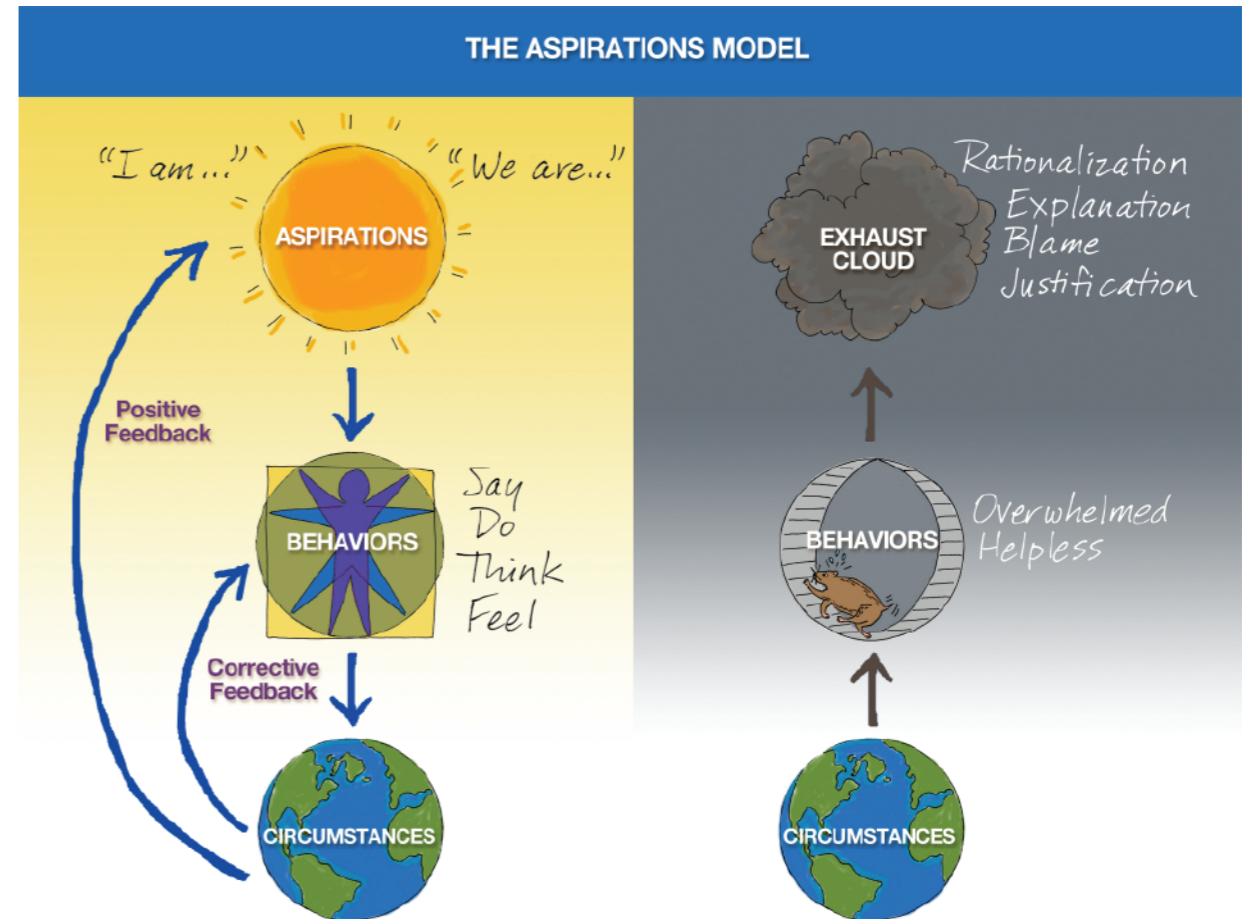 THE ASPIRATIONS MODEL
"I am..."
"We are..."
ASPIRATIONS
Positive
Feedback
BEHAVIORS
Say
Do
Think
Feel
Corrective
Feedback
CIRCUMSTANCES
EXHAUST
CLOUD
Rationalization
Explanation
Blame
Justification
BEHAVIORS
Overwhelmed
Helpless
CIRCUMSTANCES